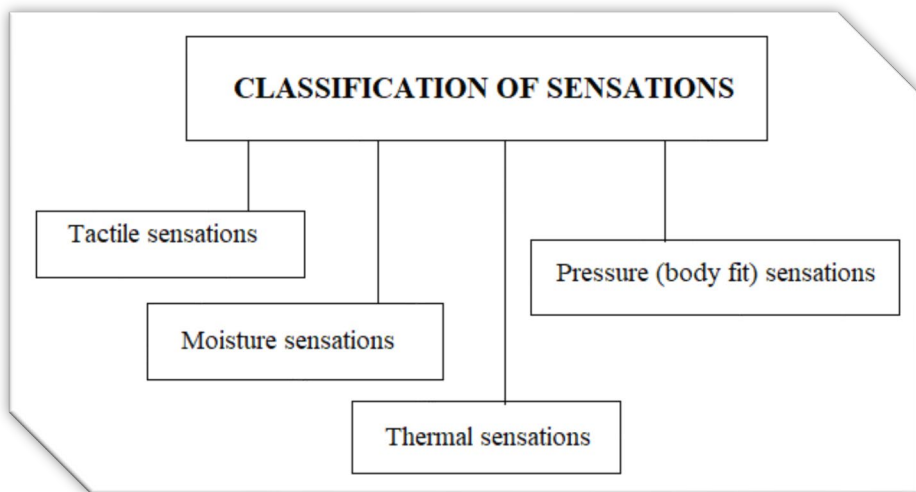 CLASSIFICATION OF SENSATIONS
Tactile sensations
Pressure (body fit) sensations
Moisture sensations
Thermal sensations